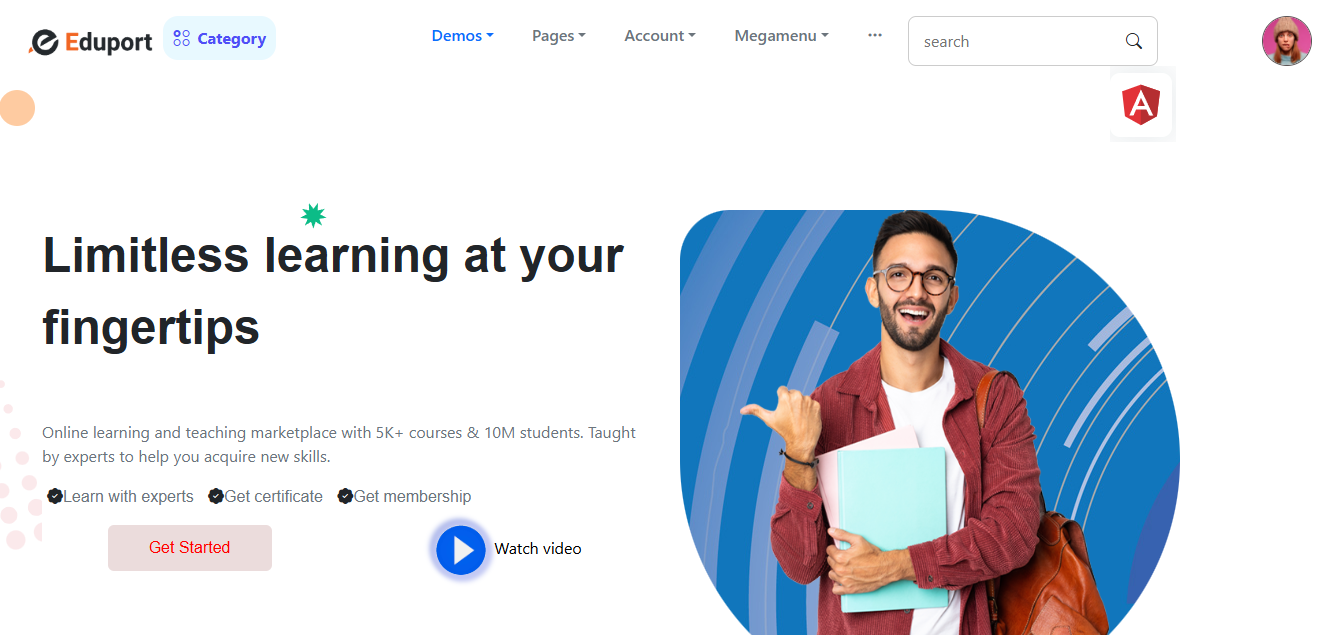 Eduport
Category
Demos
Pages
Account
Megamenu
search
A
Limitless learning at your
fingertips
Online learning and teaching marketplace with 5K+ courses & 10M students. Taught
by experts to help you acquire new skills.
Learn with experts Get certificate Get membership
Get Started
Watch video